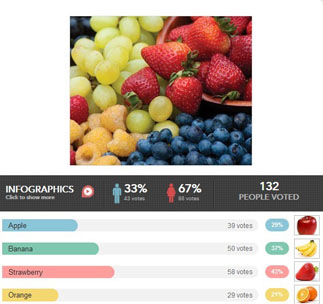 INFOGRAPHICS
Click to show more
33%
43 votes
67%
88 votes
132
PEOPLE VOTED
Apple 39 votes 29%
Banana 50 votes 37%
Strawberry 58 votes 43%
Orange 29 votes 21%